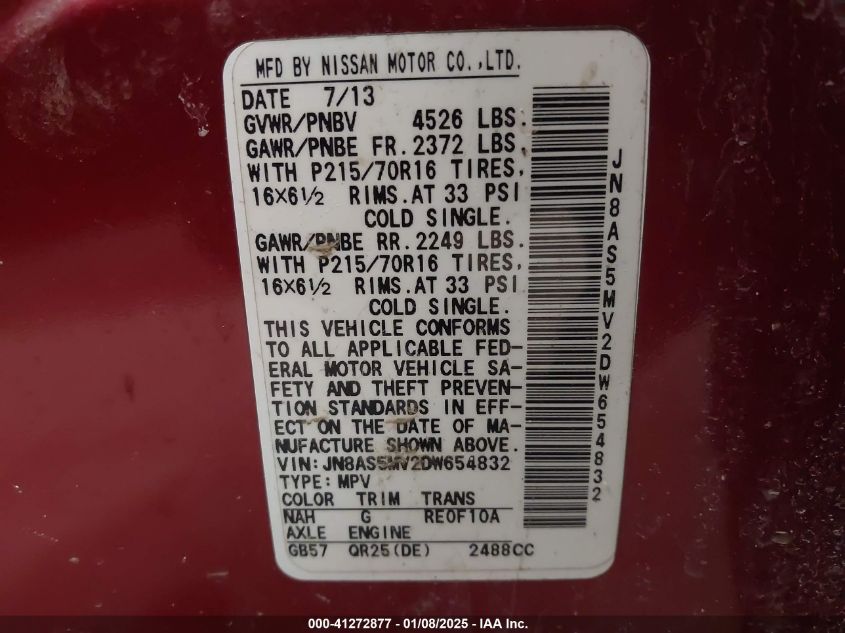 MFD BY NISSAN MOTOR CO.,LTD.
DATE 7/13
GVWR/PNBV 4526 LBS.
GAWR/PNBE FR. 2372 LBS.
WITH P215/70R16 TIRES,
16×6½ RIMS. AT 33 PSI
COLD SINGLE.
GAWR/PNBE RR. 2249 LBS.
WITH P215/70R16 TIRES,
16×6½ RIMS. AT 33 PSI
COLD SINGLE.
THIS VEHICLE CONFORMS
TO ALL APPLICABLE FED-
ERAL MOTOR VEHICLE SA-
FETY AND THEFT PREVEN-
TION STANDARDS IN EFF-
ECT ON THE DATE OF MA-
NUFACTURE SHOWN ABOVE.
VIN: JN8AS5MV2DW654832
TYPE: MPV
COLOR TRIM TRANS
NAH G RE0F10A
AXLE ENGINE
GB57 QR25(DE) 2488CC
JN8AS5MV2DW654832
000-41272877 - 01/08/2025 - IAA Inc.